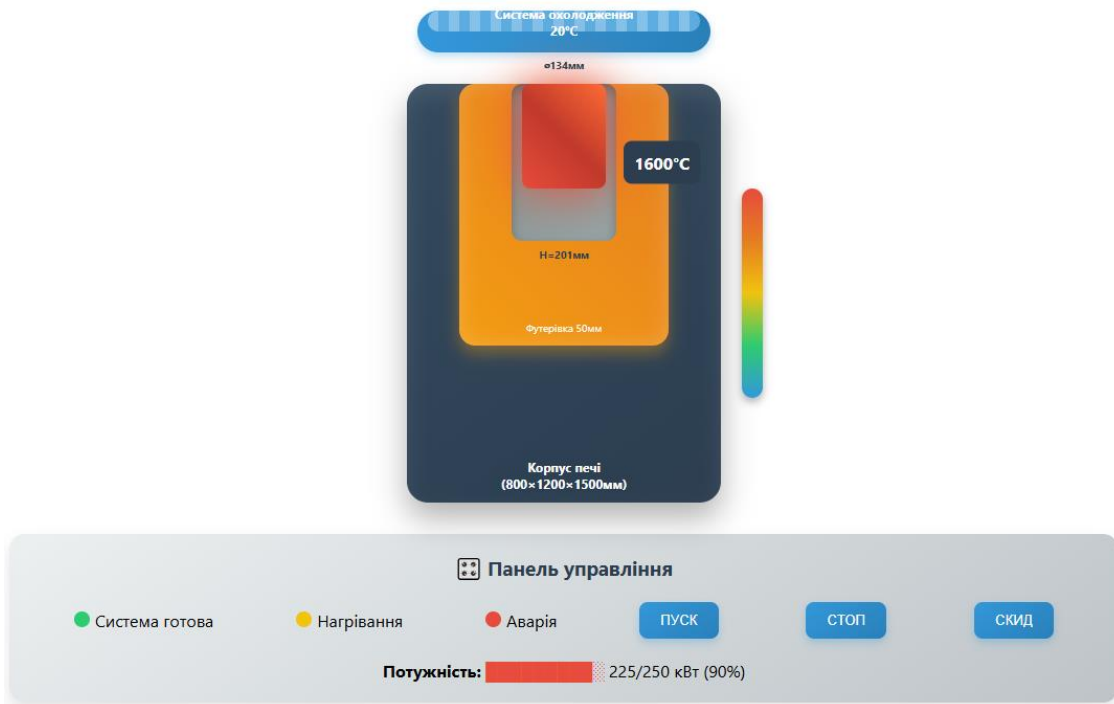 Система охолодження
20°C
⌀134мм
1600°C
H=201мм
Футерівка 50мм
Корпус печі
(800×1200×1500мм)
🎛️ Панель управління
Система готова
Нагрівання
Аварія
ПУСК
СТОП
СКИД
Потужність: 225/250 кВт (90%)